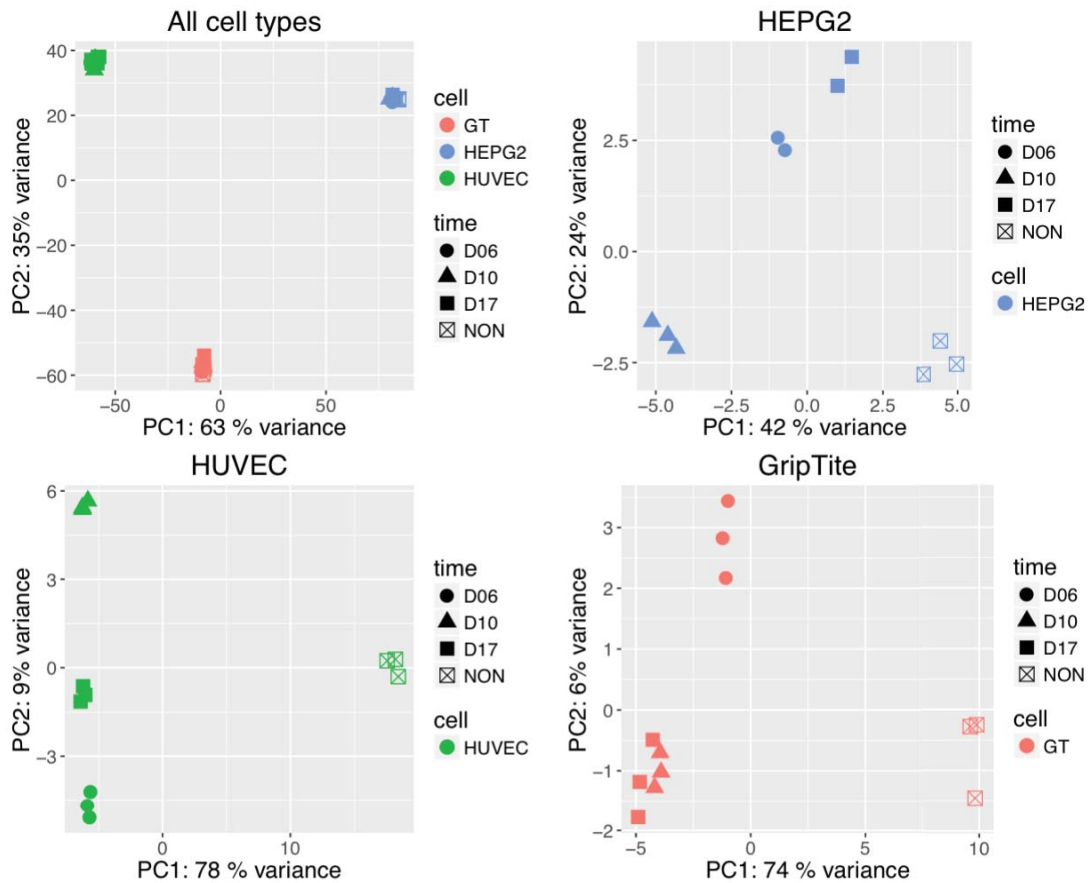 All cell types
40
20
0
−20
−40
−60
PC2: 35% variance
−50
0
50
PC1: 63 % variance
cell
GT
HEPG2
HUVEC
time
D06
D10
D17
NON
HEPG2
2.5
0.0
−2.5
PC2: 24% variance
−5.0
−2.5
0.0
2.5
5.0
PC1: 42 % variance
time
D06
D10
D17
NON
cell
HEPG2
HUVEC
6
3
0
−3
PC2: 9% variance
0
10
PC1: 78 % variance
time
D06
D10
D17
NON
cell
HUVEC
GripTite
3
2
1
0
−1
−2
PC2: 6% variance
−5
0
5
10
PC1: 74 % variance
time
D06
D10
D17
NON
cell
GT